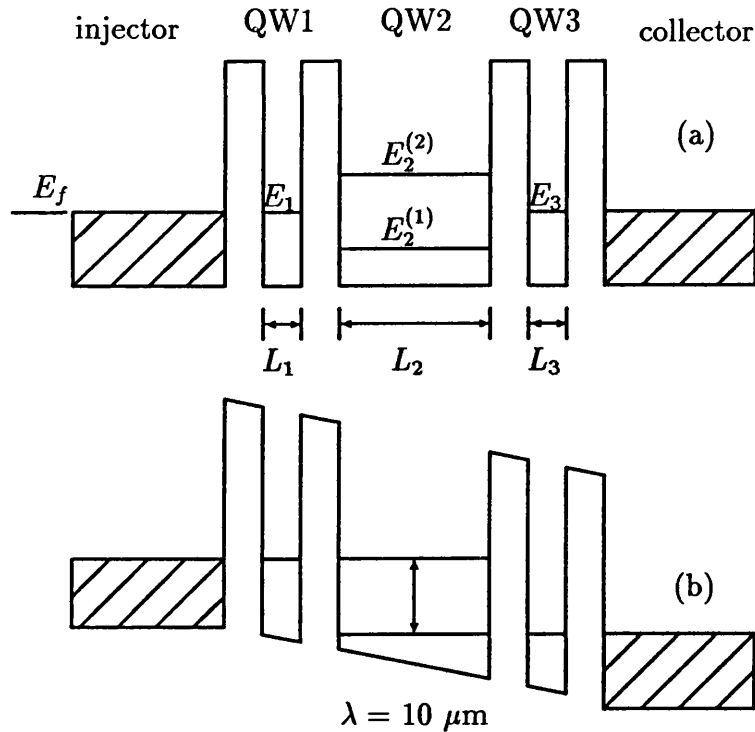 injector QW1 QW2 QW3 collector
(a)
E_2^{(2)}
E_f E_1 E_3
E_2^{(1)}
L_1 L_2 L_3
(b)
λ = 10 μm